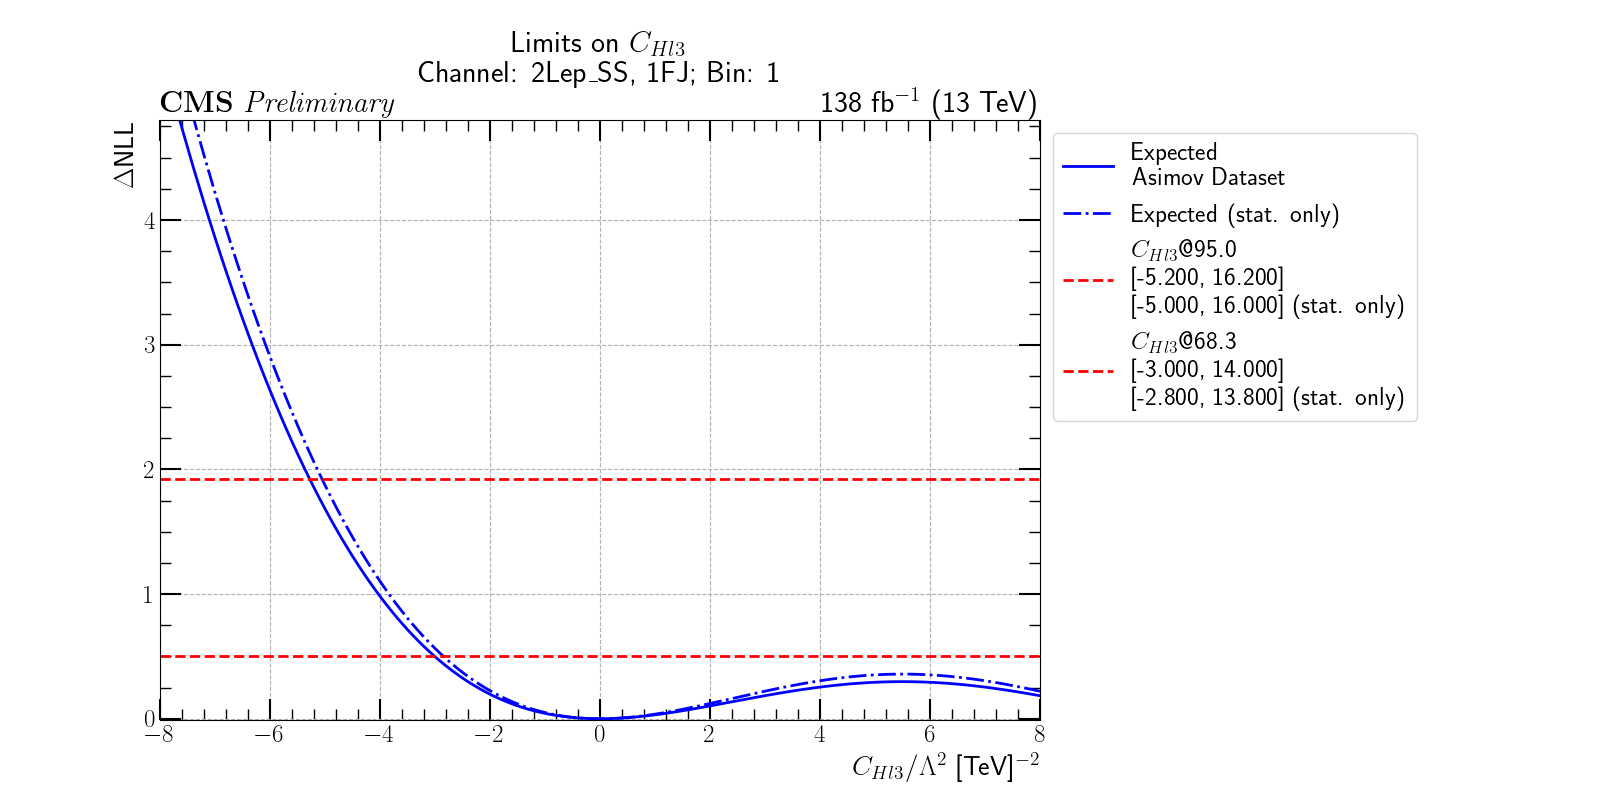 Limits on C_{Hl3}
Channel: 2Lep_SS, 1FJ; Bin: 1
CMS Preliminary
138 fb⁻¹ (13 TeV)
ΔNLL
4
3
2
1
0
−8 −6 −4 −2 0 2 4 6 8
C_{Hl3}/Λ² [TeV]⁻²
Expected
Asimov Dataset
Expected (stat. only)
C_{Hl3}@95.0
[-5.200, 16.200]
[-5.000, 16.000] (stat. only)
C_{Hl3}@68.3
[-3.000, 14.000]
[-2.800, 13.800] (stat. only)